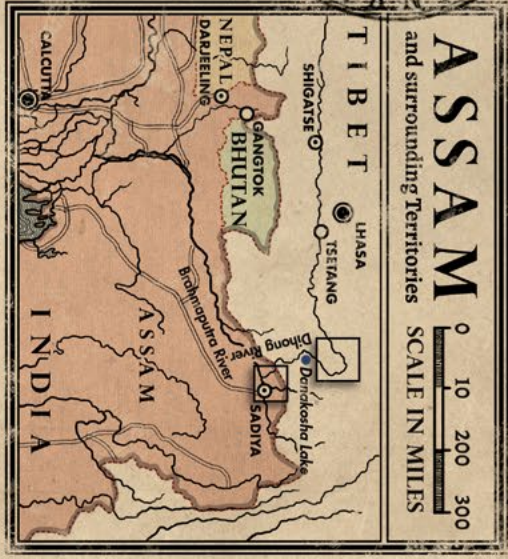 ASSAM
and surrounding Territories
SCALE IN MILES
0 10 200 300
TIBET
LHASA
SHIGATSE
TSETANG
NEPAL
DARJEELING
GANGTOK
BHUTAN
Danakosha Lake
Dihong River
SADIYA
Brahmaputra River
CALCUTTA
ASSAM
INDIA